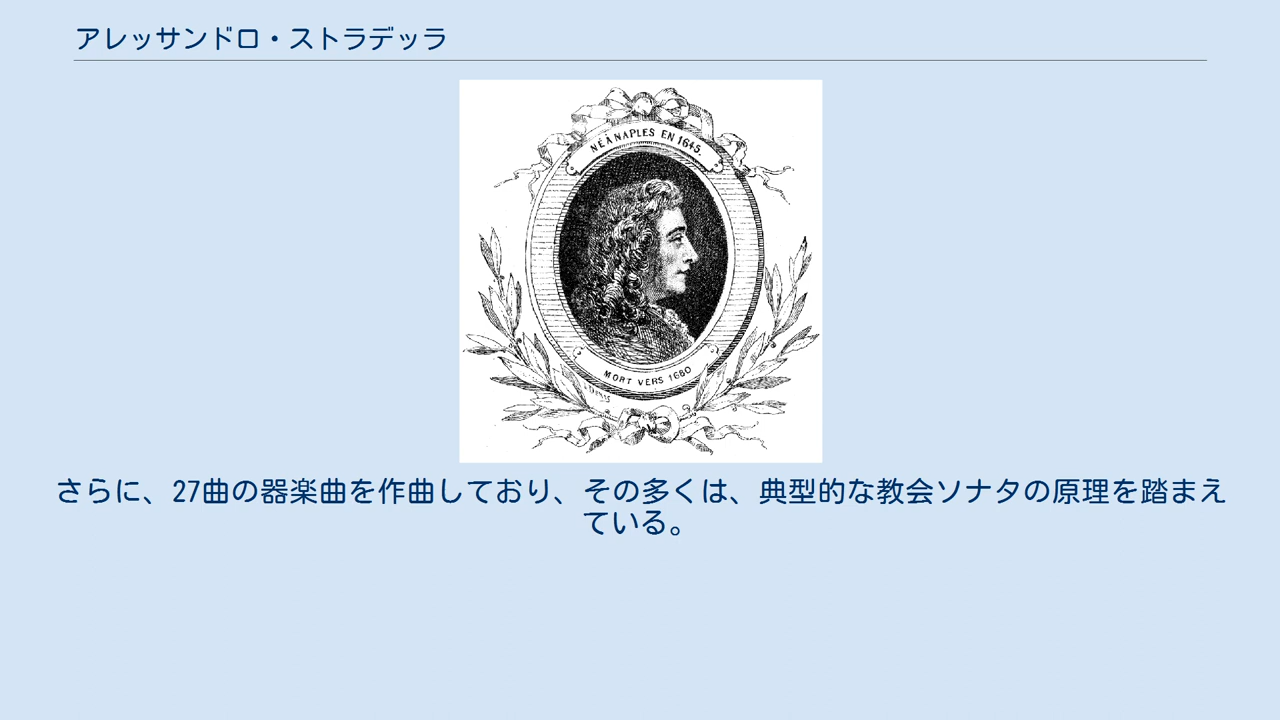 アレッサンドロ・ストラデッラ
NÉ À NAPLES EN 1645.
MORT VERS 1680
さらに、27曲の器楽曲を作曲しており、その多くは、典型的な教会ソナタの原理を踏まえ
ている。